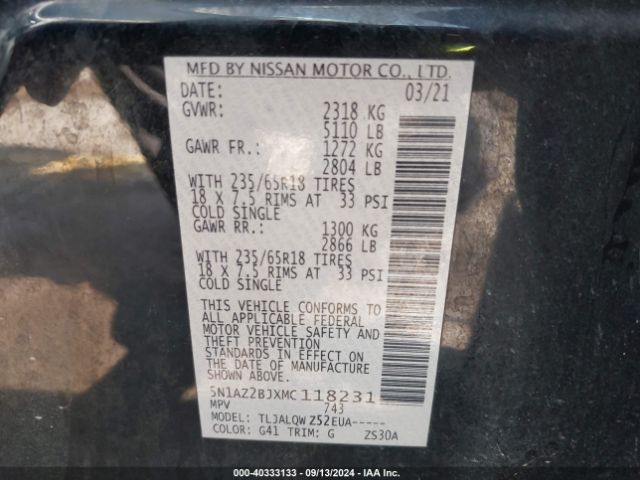 MFD BY NISSAN MOTOR CO., LTD.
DATE: 03/21
GVWR: 2318 KG
5110 LB
GAWR FR.: 1272 KG
2804 LB
WITH 235/65R18 TIRES
18 X 7.5 RIMS AT 33 PSI
COLD SINGLE
GAWR RR.: 1300 KG
2866 LB
WITH 235/65R18 TIRES
18 X 7.5 RIMS AT 33 PSI
COLD SINGLE
THIS VEHICLE CONFORMS TO
ALL APPLICABLE FEDERAL
MOTOR VEHICLE SAFETY AND
THEFT PREVENTION
STANDARDS IN EFFECT ON
THE DATE OF MANUFACTURE
SHOWN ABOVE.
5N1AZ2BJXMC118231
MPV 743
MODEL: TLJALQWZ52EUA-----
COLOR: G41 TRIM: G ZS30A
000-40333133 - 09/13/2024 - IAA Inc.